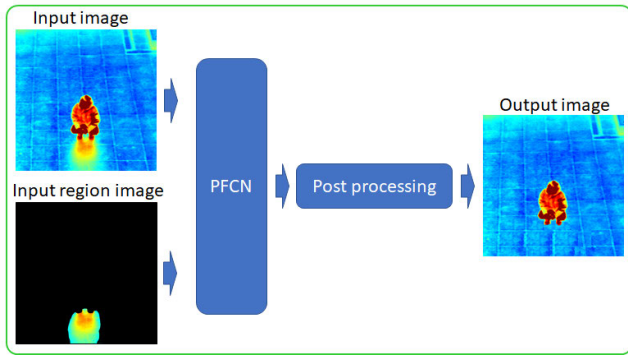 Input image
Input region image
PFCN
Post processing
Output image